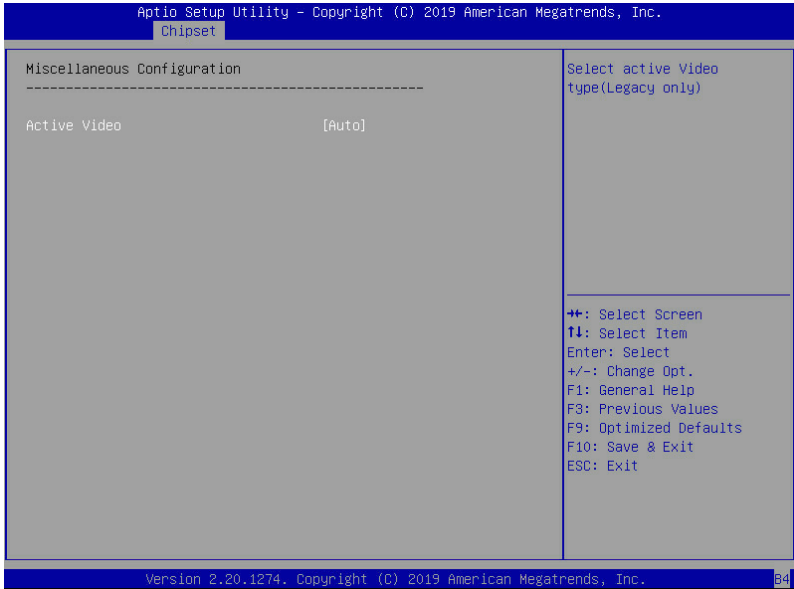 Aptio Setup Utility – Copyright (C) 2019 American Megatrends, Inc.
Chipset
Miscellaneous Configuration
--------------------------------------------------
Active Video [Auto]
Select active Video
type(Legacy only)
→←: Select Screen
↑↓: Select Item
Enter: Select
+/-: Change Opt.
F1: General Help
F3: Previous Values
F9: Optimized Defaults
F10: Save & Exit
ESC: Exit
Version 2.20.1274. Copyright (C) 2019 American Megatrends, Inc.
B4